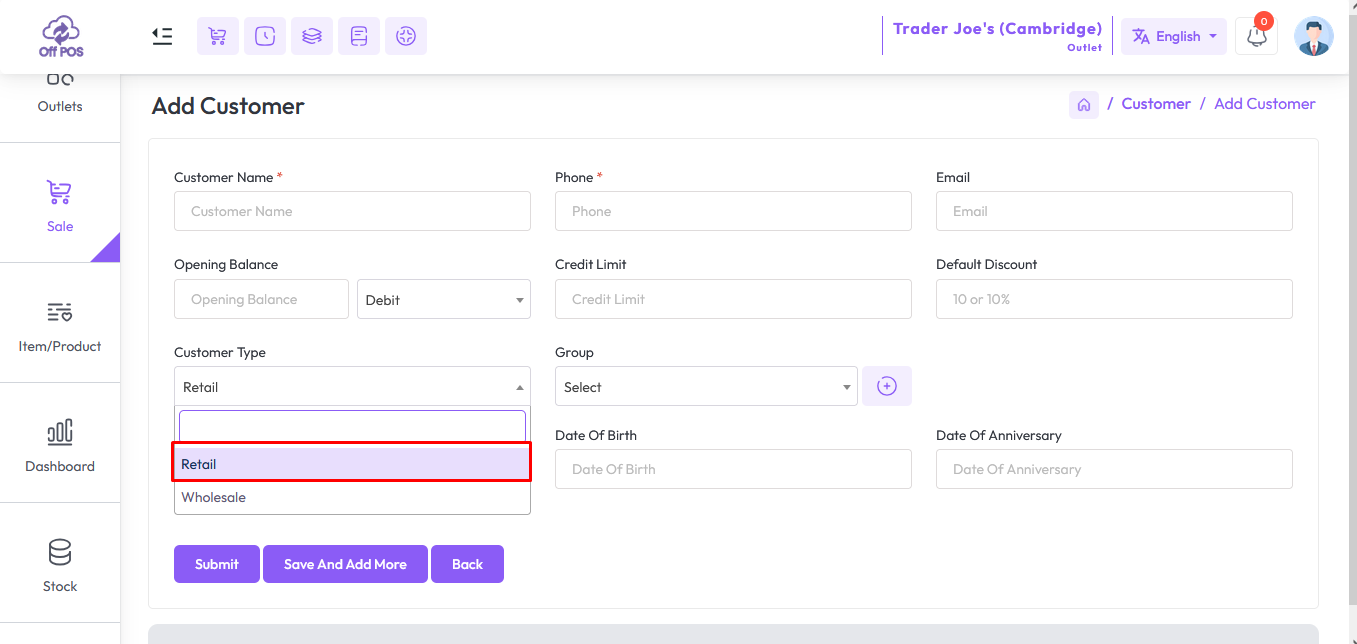 Off POS
Trader Joe's (Cambridge)
Outlet
English
0
Outlets
Sale
Item/Product
Dashboard
Stock
Add Customer
/ Customer / Add Customer
Customer Name *
Phone *
Email
Customer Name
Phone
Email
Opening Balance
Credit Limit
Default Discount
Opening Balance
Debit
Credit Limit
10 or 10%
Customer Type
Group
Retail
Select
Retail
Wholesale
Date Of Birth
Date Of Anniversary
Date Of Birth
Date Of Anniversary
Submit
Save And Add More
Back